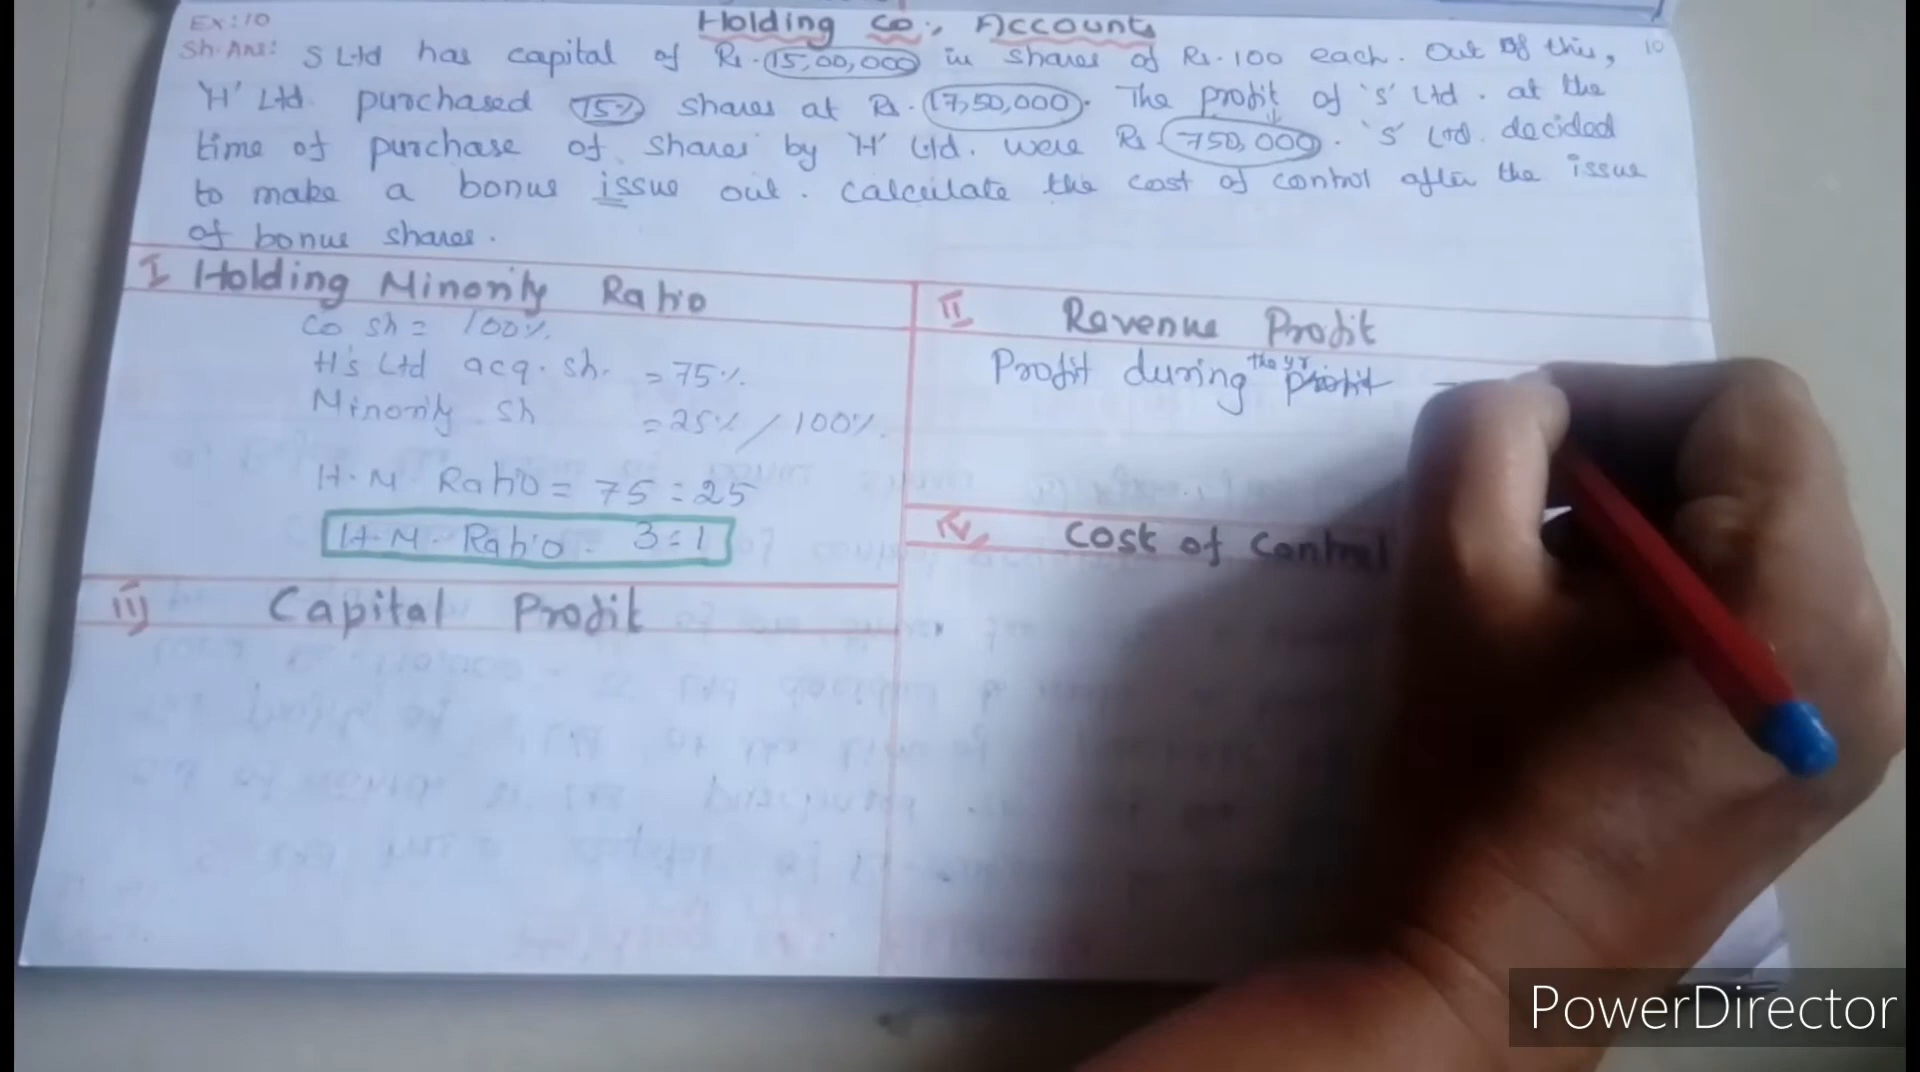 Ex:10
Holding Co:, Accounts
Sh.Ans:
S Ltd has capital of Rs. 15,00,000 in shares of Rs. 100 each. Out of this,
10
'H' Ltd. purchased 75% shares at Rs. 17,50,000. The profit of 'S' Ltd. at the
time of purchase of shares by 'H' Ltd. were Rs. 750,000. 'S' Ltd. decided
to make a bonus issue out. Calculate the cost of control after the issue
of bonus shares.
I Holding Minority Ratio
Co sh = 100%.
H's Ltd acq. sh. = 75%.
Minority sh = 25% / 100%.
H.M Ratio = 75 : 25
H.M. Ratio - 3 : 1
II Revenue Profit
Profit during the yr profit -
III Capital Profit
IV Cost of Control
PowerDirector